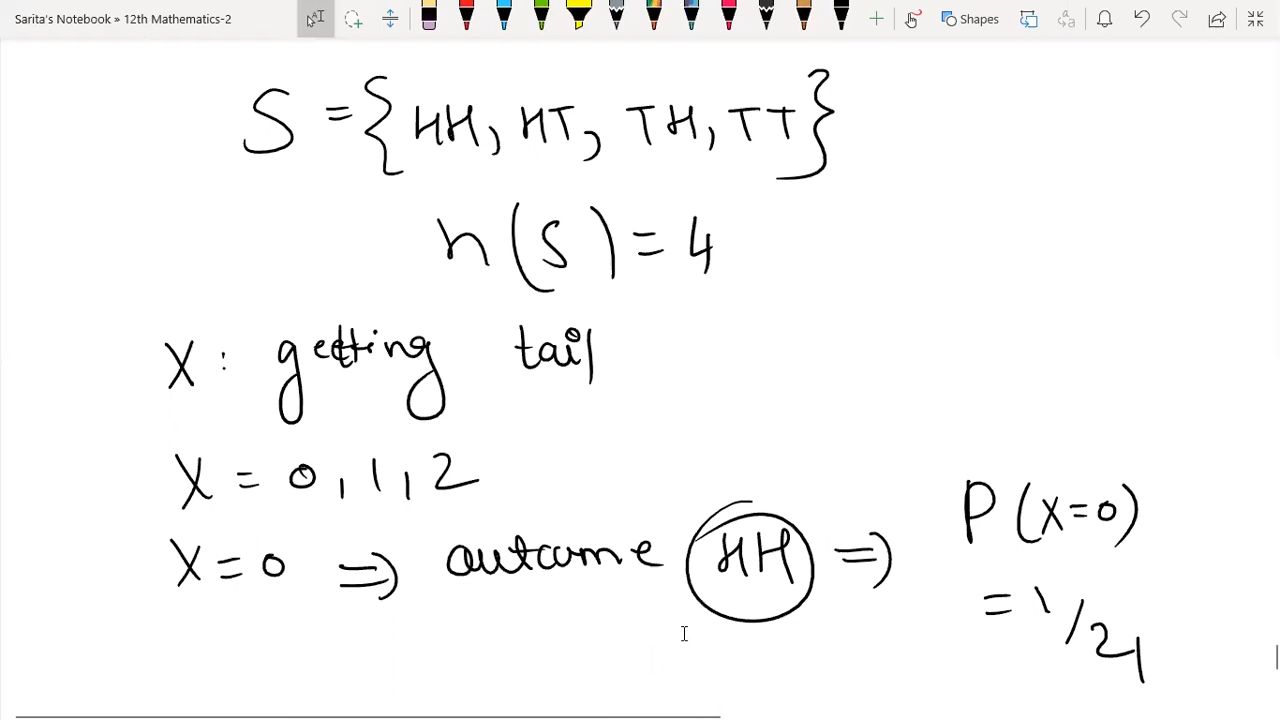 Sarita's Notebook » 12th Mathematics-2
Shapes
S = {HH, HT, TH, TT}
n(S) = 4
X : getting tail
X = 0, 1, 2
X = 0 ⇒ outcome HH ⇒ P(X=0)
= 1/4